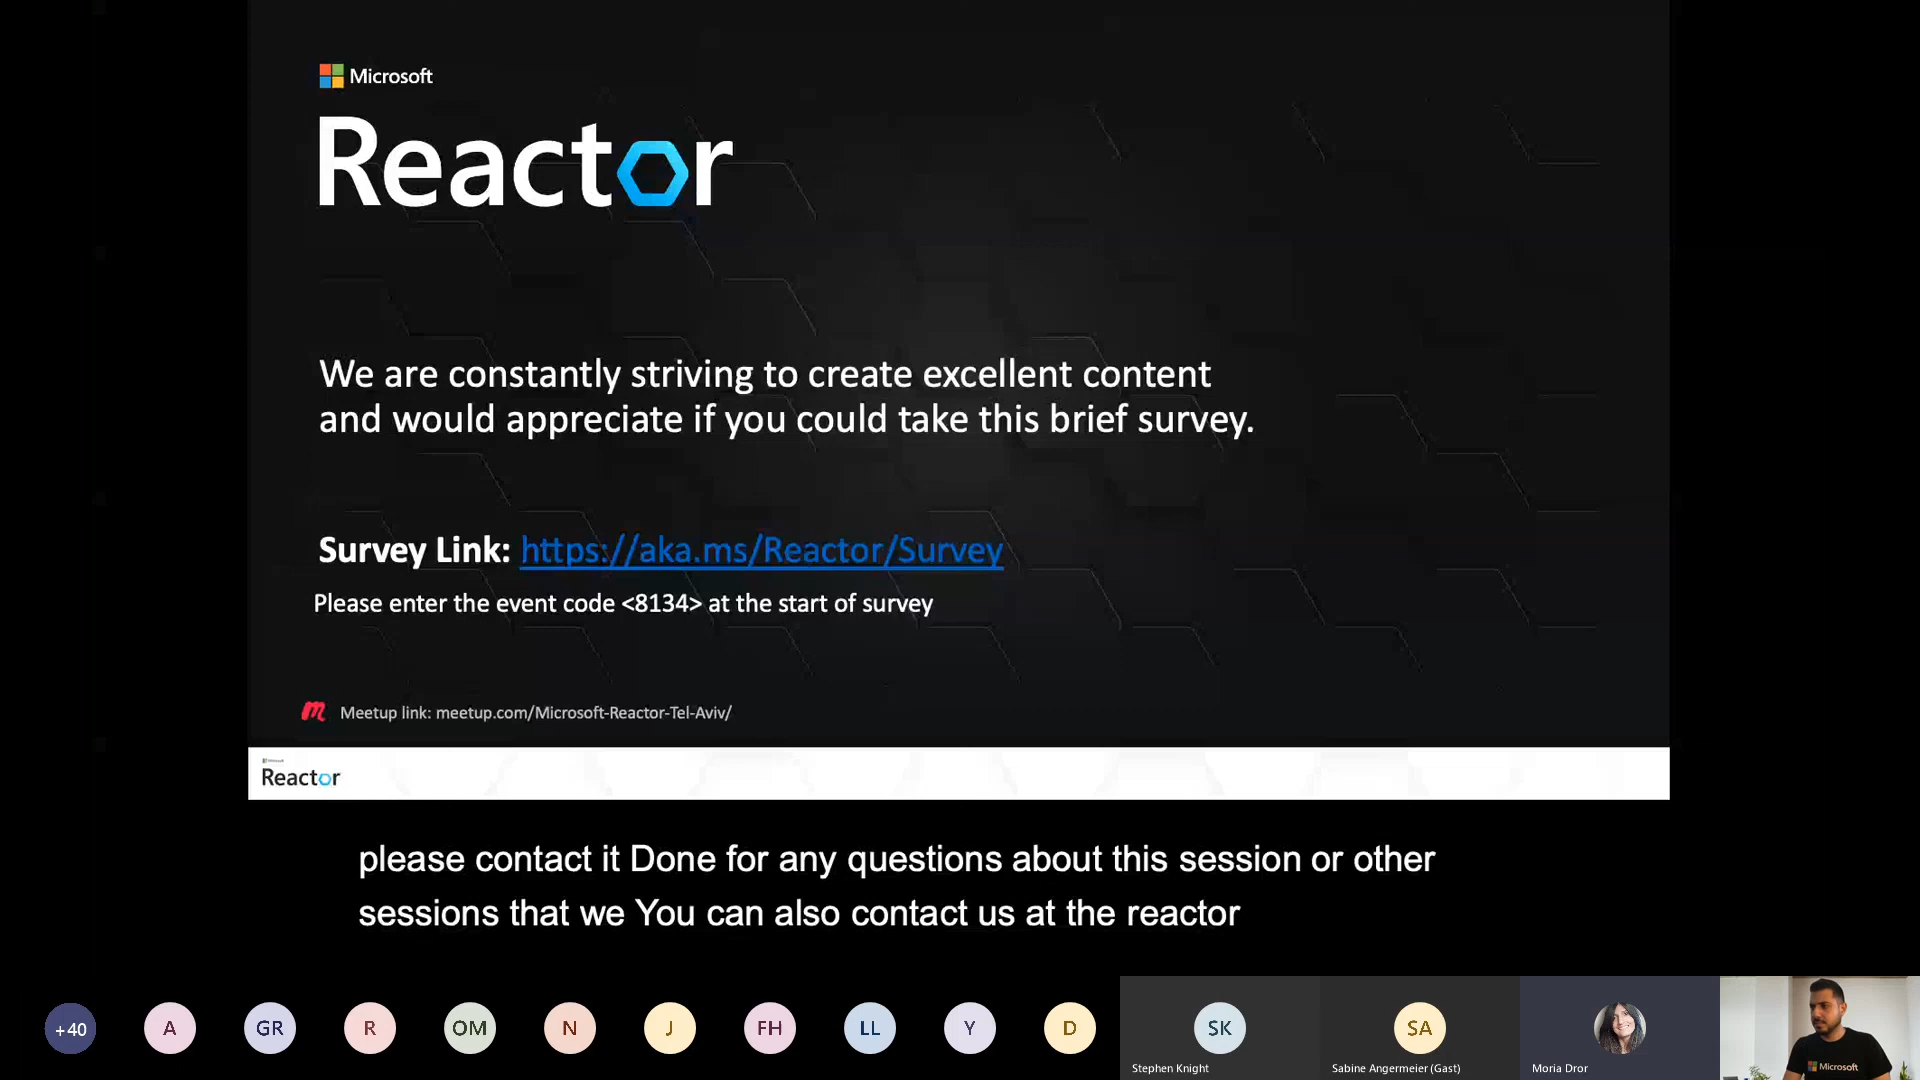 Microsoft
Reactor
We are constantly striving to create excellent content
and would appreciate if you could take this brief survey.
Survey Link: https://aka.ms/Reactor/Survey
Please enter the event code <8134> at the start of survey
Meetup link: meetup.com/Microsoft-Reactor-Tel-Aviv/
Microsoft
Reactor
please contact it Done for any questions about this session or other
sessions that we You can also contact us at the reactor
+40
A
GR
R
OM
N
J
FH
LL
Y
D
SK
Stephen Knight
SA
Sabine Angermeier (Gast)
Moria Dror
Microsoft